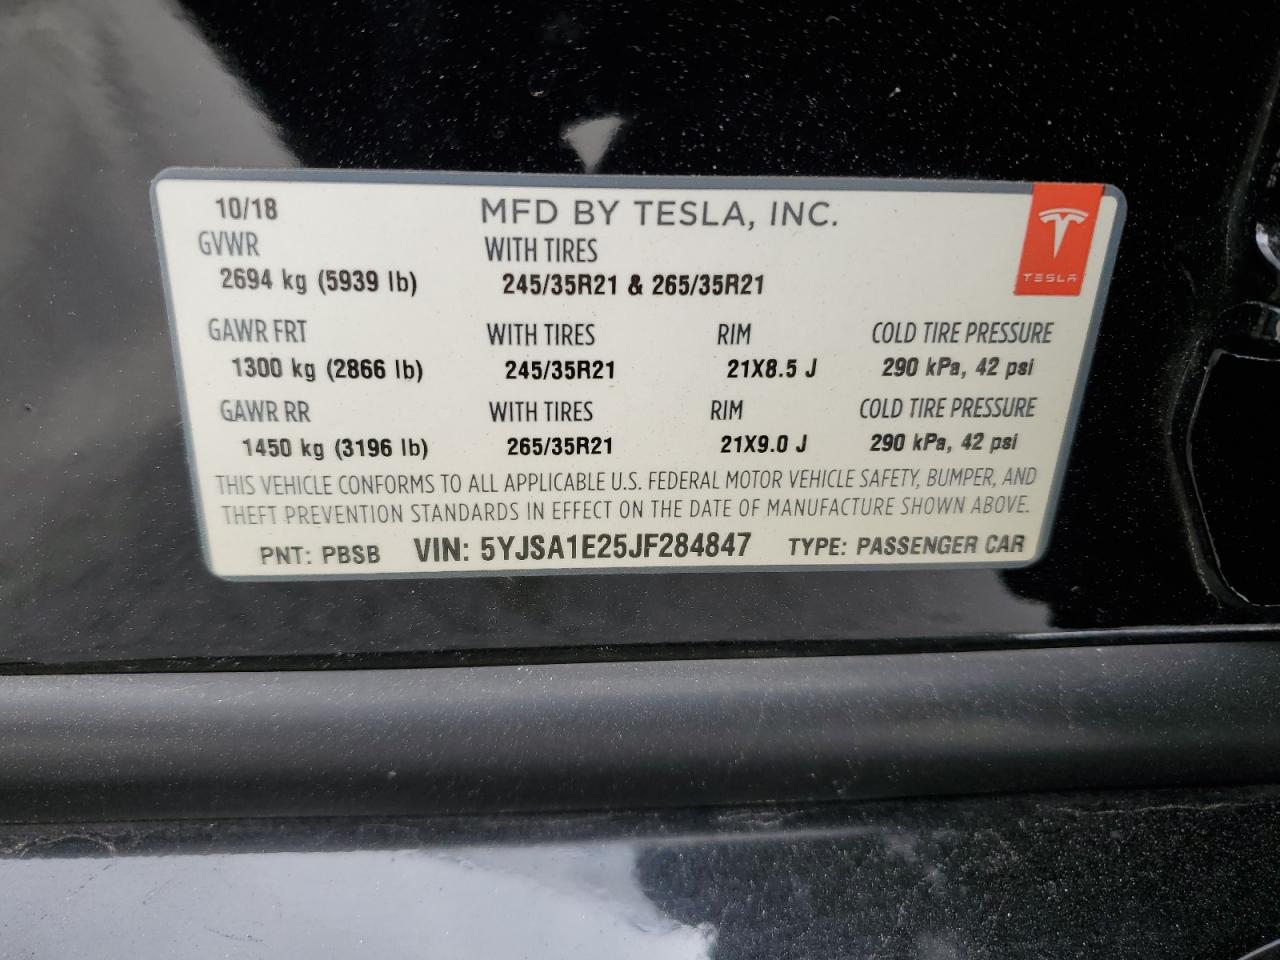 10/18 MFD BY TESLA, INC.
GVWR WITH TIRES
2694 kg (5939 lb) 245/35R21 & 265/35R21
TESLA
GAWR FRT WITH TIRES RIM COLD TIRE PRESSURE
1300 kg (2866 lb) 245/35R21 21X8.5 J 290 kPa, 42 psi
GAWR RR WITH TIRES RIM COLD TIRE PRESSURE
1450 kg (3196 lb) 265/35R21 21X9.0 J 290 kPa, 42 psi
THIS VEHICLE CONFORMS TO ALL APPLICABLE U.S. FEDERAL MOTOR VEHICLE SAFETY, BUMPER, AND
THEFT PREVENTION STANDARDS IN EFFECT ON THE DATE OF MANUFACTURE SHOWN ABOVE.
PNT: PBSB VIN: 5YJSA1E25JF284847 TYPE: PASSENGER CAR